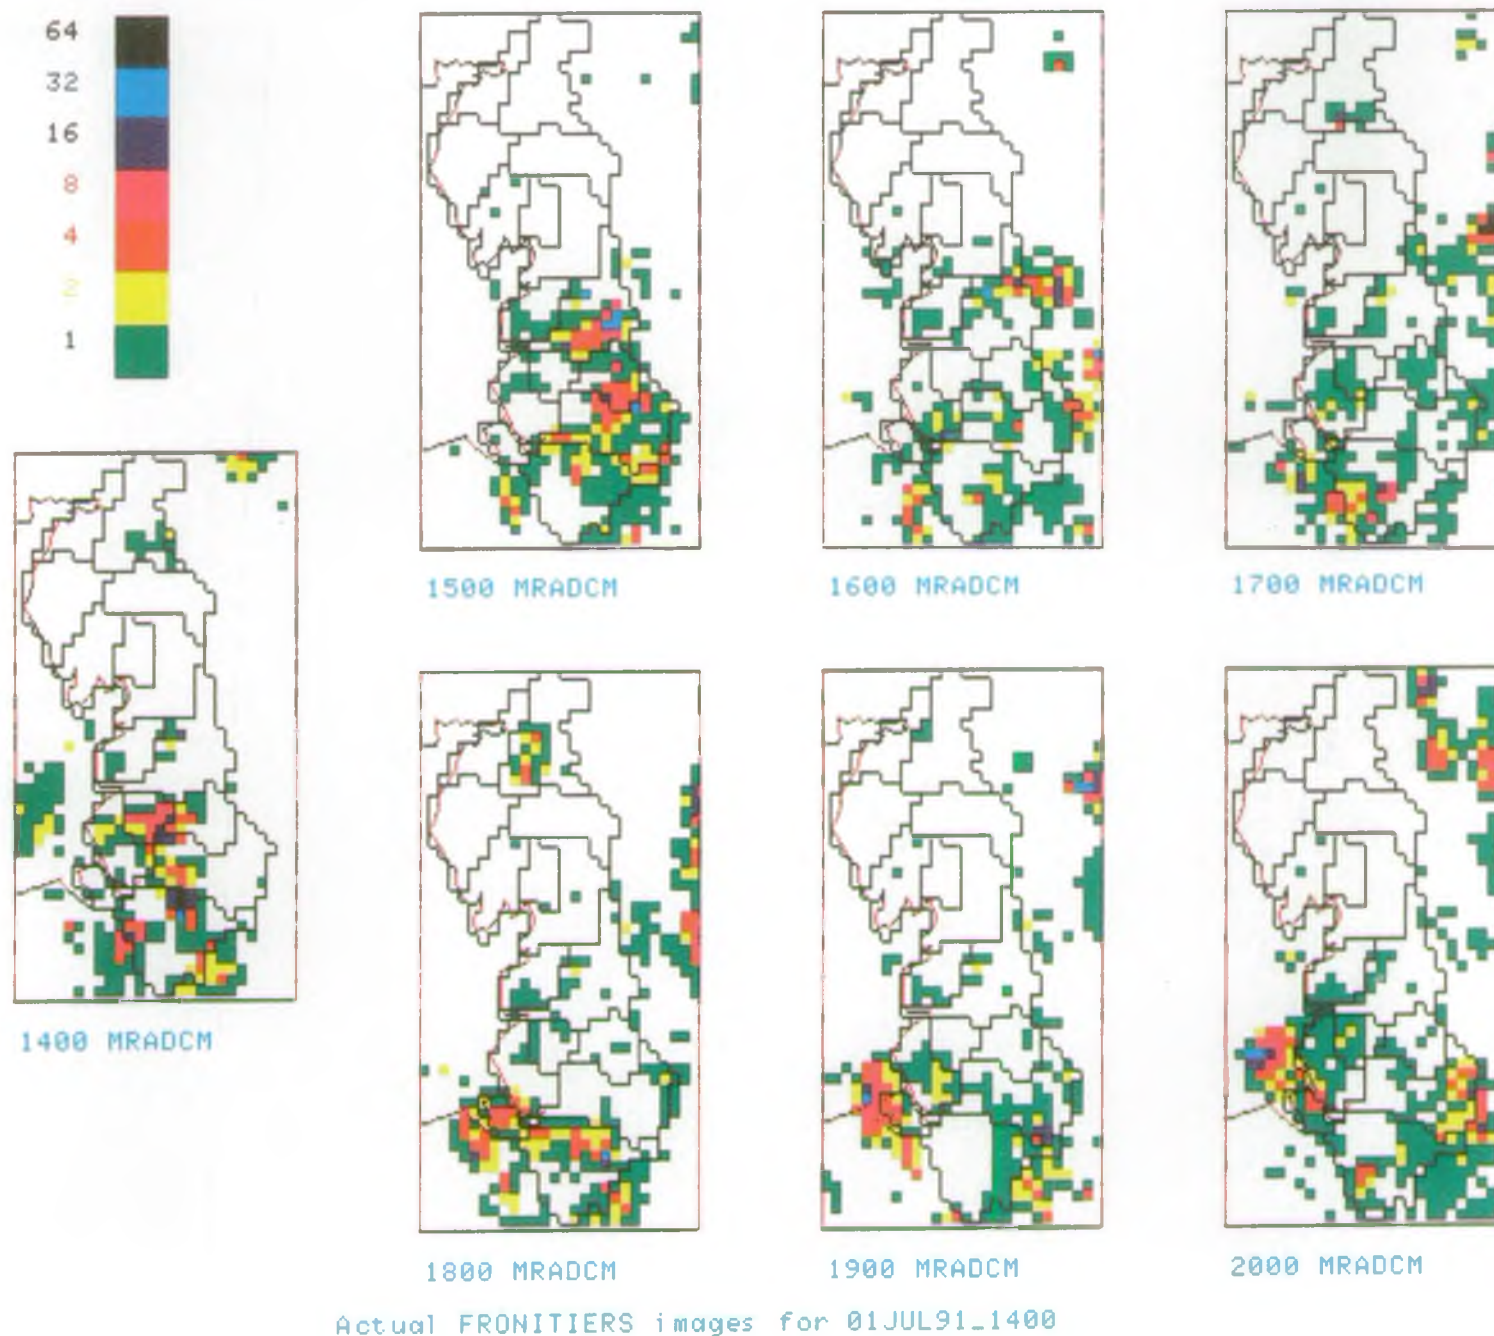 64
32
16
8
4
2
1
1500 MRADCM
1600 MRADCM
1700 MRADCM
1400 MRADCM
1800 MRADCM
1900 MRADCM
2000 MRADCM
Actual FRONITIERS images for 01JUL91_1400